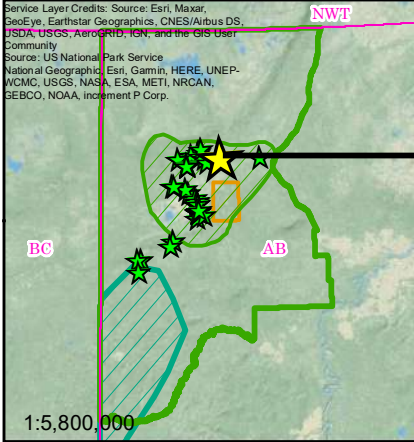 Service Layer Credits: Source: Esri, Maxar,
GeoEye, Earthstar Geographics, CNES/Airbus DS,
USDA, USGS, AeroGRID, IGN, and the GIS User
Community
Source: US National Park Service
National Geographic, Esri, Garmin, HERE, UNEP-
WCMC, USGS, NASA, ESA, METI, NRCAN,
GEBCO, NOAA, increment P Corp.
NWT
BC
AB
1:5,800,000